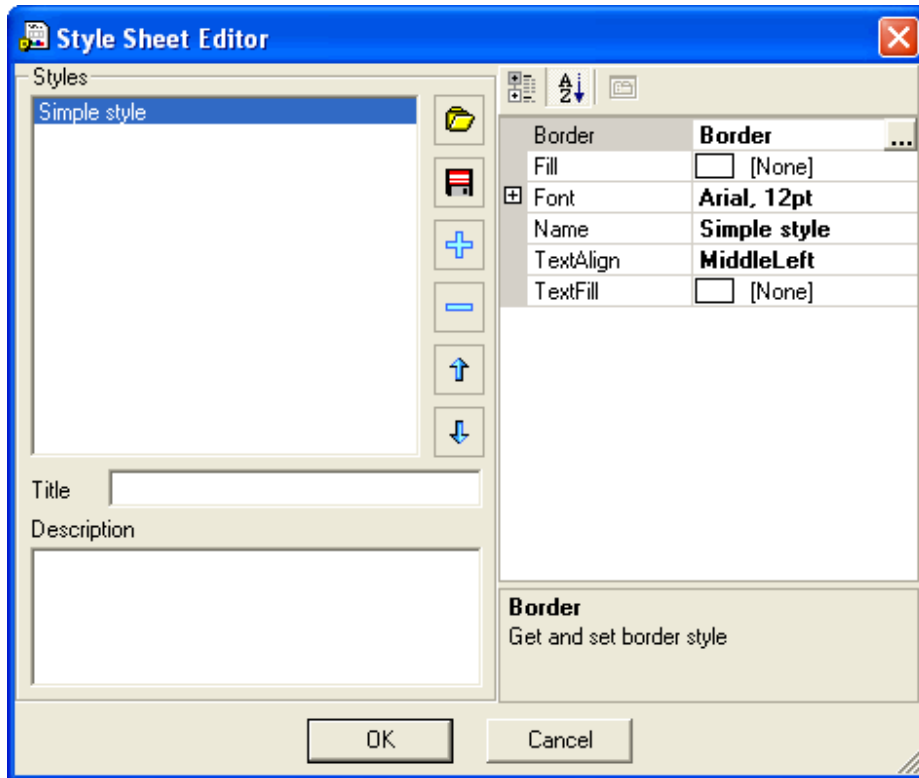 Style Sheet Editor
Styles
Simple style
Title
Description
A
Z
Border Border ...
Fill [None]
Font Arial, 12pt
Name Simple style
TextAlign MiddleLeft
TextFill [None]
Border
Get and set border style
OK Cancel